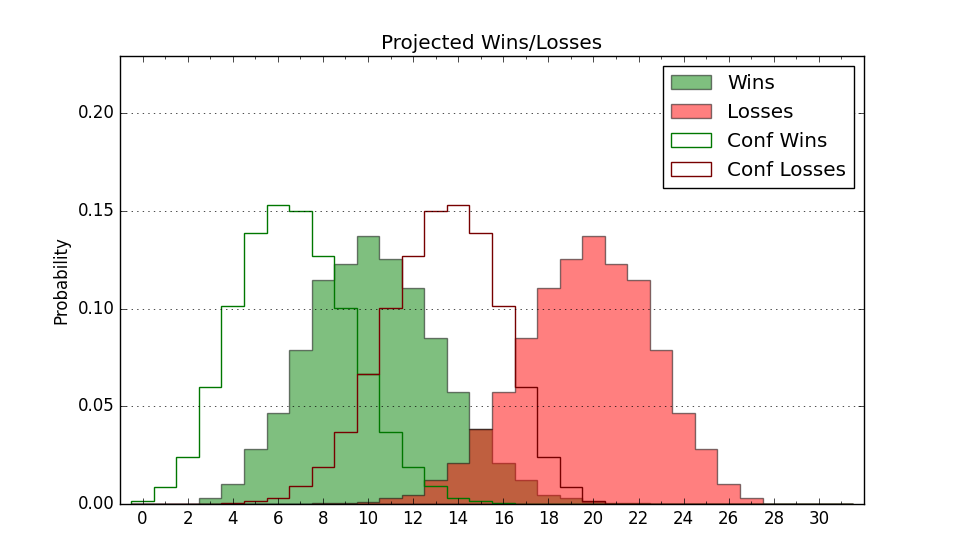 Projected Wins/Losses
Wins
Losses
Conf Wins
Conf Losses
Probability
0.20
0.15
0.10
0.05
0.00
0 2 4 6 8 10 12 14 16 18 20 22 24 26 28 30